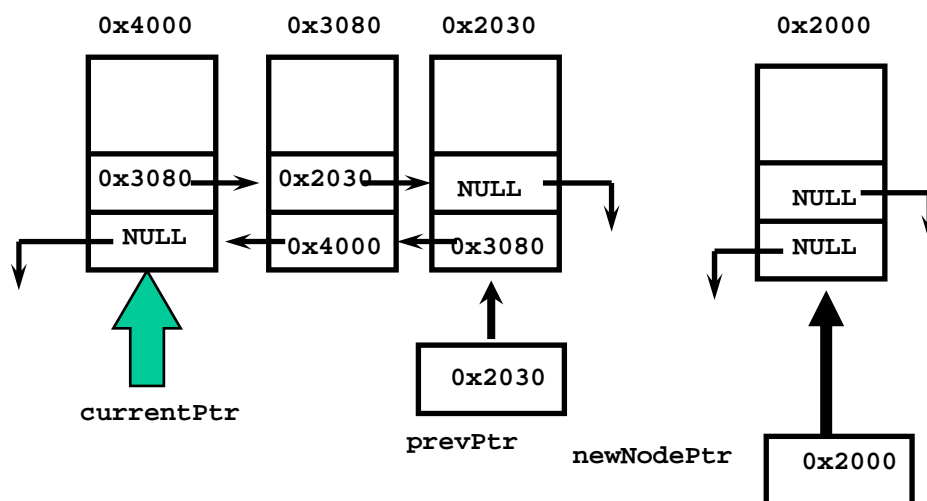 0x4000 0x3080 0x2030 0x2000
0x3080 0x2030 NULL NULL
NULL 0x4000 0x3080 NULL
0x2030
currentPtr
prevPtr
newNodePtr
0x2000